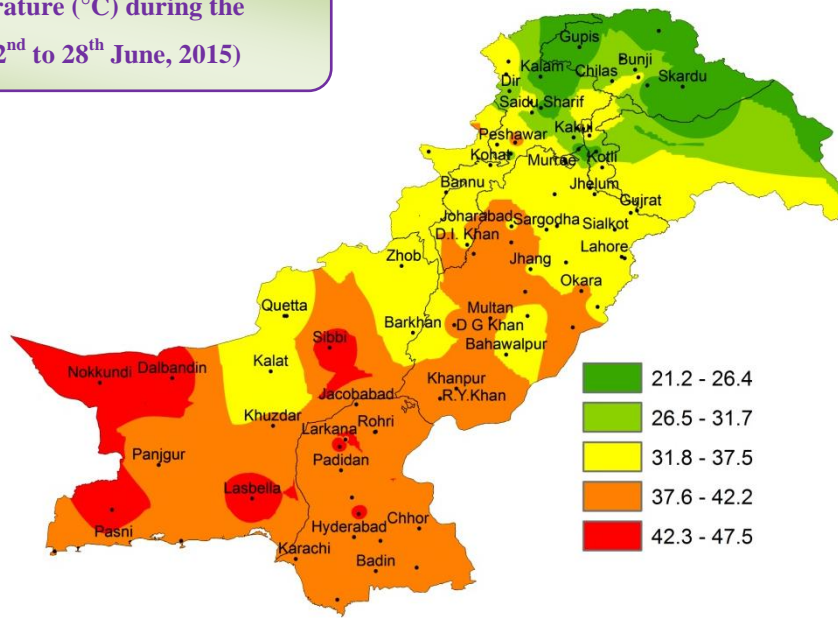 rature (°C) during the
2nd to 28th June, 2015)
Gupis
Bunji
Kalam
Chilas
Skardu
Dir
Saidu Sharif
Kakul
Peshawar
Kohat
Murree
Kotli
Bannu
Jhelum
Gujrat
Joharabad
Sargodha
Sialkot
D.I. Khan
Lahore
Zhob
Jhang
Okara
Quetta
Multan
Barkhan
D G Khan
Sibbi
Bahawalpur
Kalat
Nokkundi
Dalbandin
21.2 - 26.4
Khanpur
Jacobabad
R.Y.Khan
26.5 - 31.7
Khuzdar
Rohri
Larkana
31.8 - 37.5
Panjgur
Padidan
37.6 - 42.2
Lasbella
Hyderabad
Chhor
Pasni
42.3 - 47.5
Karachi
Badin